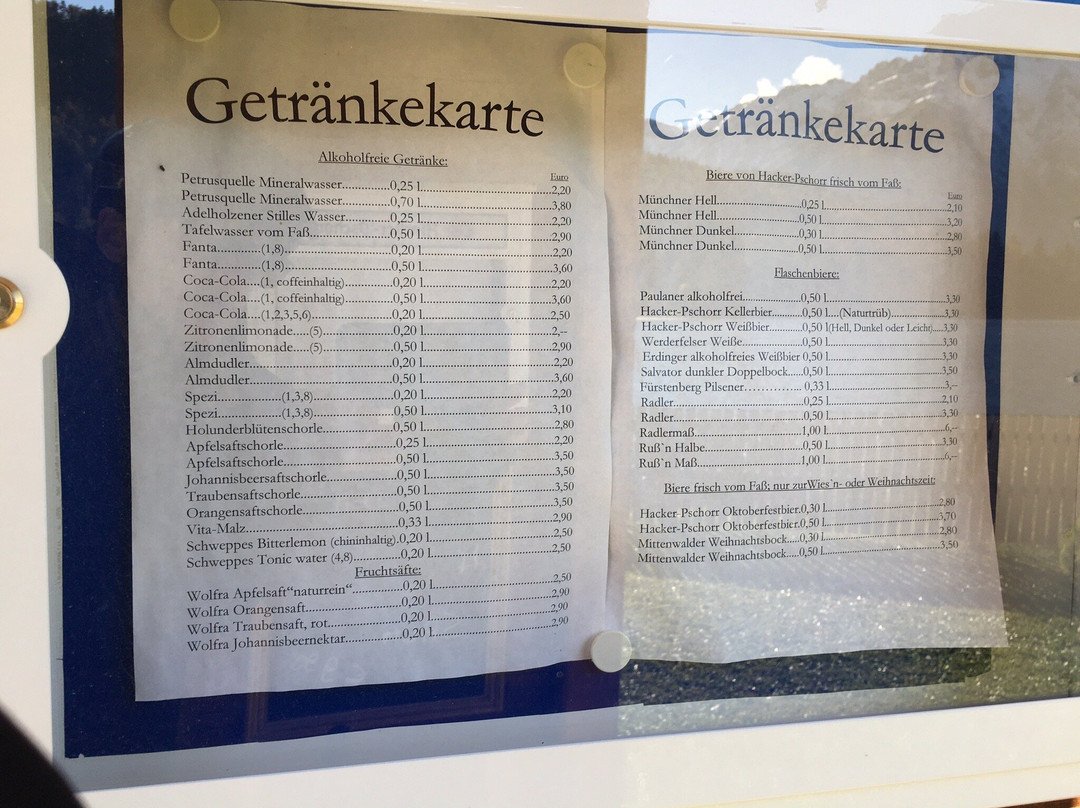 Getränkekarte
Alkoholfreie Getränke:
Euro
Petrusquelle Mineralwasser..............0,25 l......................................2,20
Petrusquelle Mineralwasser..............0,70 l......................................3,80
Adelholzener Stilles Wasser.............0,25 l......................................2,20
Tafelwasser vom Faß.......................0,50 l......................................2,90
Fanta............(1,8)..........................0,20 l......................................2,20
Fanta............(1,8)..........................0,50 l......................................3,60
Coca-Cola....(1, coffeinhaltig)............0,20 l......................................2,20
Coca-Cola....(1, coffeinhaltig)............0,50 l......................................3,60
Coca-Cola....(1,2,3,5,6)....................0,20 l......................................2,50
Zitronenlimonade.....(5)....................0,20 l......................................2,--
Zitronenlimonade.....(5)....................0,50 l......................................2,90
Almdudler......................................0,20 l......................................2,20
Almdudler......................................0,50 l......................................3,60
Spezi..................(1,3,8)................0,20 l......................................2,20
Spezi..................(1,3,8)................0,50 l......................................3,10
Holunderblütenschorle....................0,50 l......................................2,80
Apfelsaftschorle..............................0,25 l......................................2,20
Apfelsaftschorle..............................0,50 l......................................3,50
Johannisbeersaftschorle..................0,50 l......................................3,50
Traubensaftschorle..........................0,50 l......................................3,50
Orangensaftschorle.........................0,50 l......................................3,50
Vita-Malz.......................................0,33 l......................................2,90
Schweppes Bitterlemon (chininhaltig).0,20 l......................................2,50
Schweppes Tonic water (4,8).............0,20 l......................................2,50
Fruchtsäfte:
Wolfra Apfelsaft“naturrein“...............0,20 l......................................2,50
Wolfra Orangensaft.........................0,20 l......................................2,90
Wolfra Traubensaft, rot....................0,20 l......................................2,90
Wolfra Johannisbeernektar...............0,20 l......................................2,90
Getränkekarte
Biere von Hacker-Pschorr frisch vom Faß:
Euro
Münchner Hell..........................0,25 l......................................2,10
Münchner Hell..........................0,50 l......................................3,20
Münchner Dunkel.....................0,30 l......................................2,80
Münchner Dunkel.....................0,50 l......................................3,50
Flaschenbiere:
Paulaner alkoholfrei..................0,50 l......................................3,30
Hacker-Pschorr Kellerbier.........0,50 l....(Naturtrüb).................3,30
Hacker-Pschorr Weißbier..........0,50 l(Hell, Dunkel oder Leicht)....3,30
Werderfelser Weiße..................0,50 l......................................3,30
Erdinger alkoholfreies Weißbier 0,50 l......................................3,30
Salvator dunkler Doppelbock.....0,50 l......................................3,50
Fürstenberg Pilsener…………... 0,33 l......................................3,--
Radler.....................................0,25 l......................................2,10
Radler.....................................0,50 l......................................3,30
Radlermaß...............................1,00 l......................................6,--
Ruß`n Halbe.............................0,50 l......................................3,30
Ruß`n Maß...............................1,00 l......................................6,--
Biere frisch vom Faß; nur zurWies`n- oder Weihnachtszeit:
Hacker-Pschorr Oktoberfestbier.0,30 l......................................2,80
Hacker-Pschorr Oktoberfestbier.0,50 l......................................3,70
Mittenwalder Weihnachtsbock....0,30 l......................................2,80
Mittenwalder Weihnachtsbock....0,50 l......................................3,50